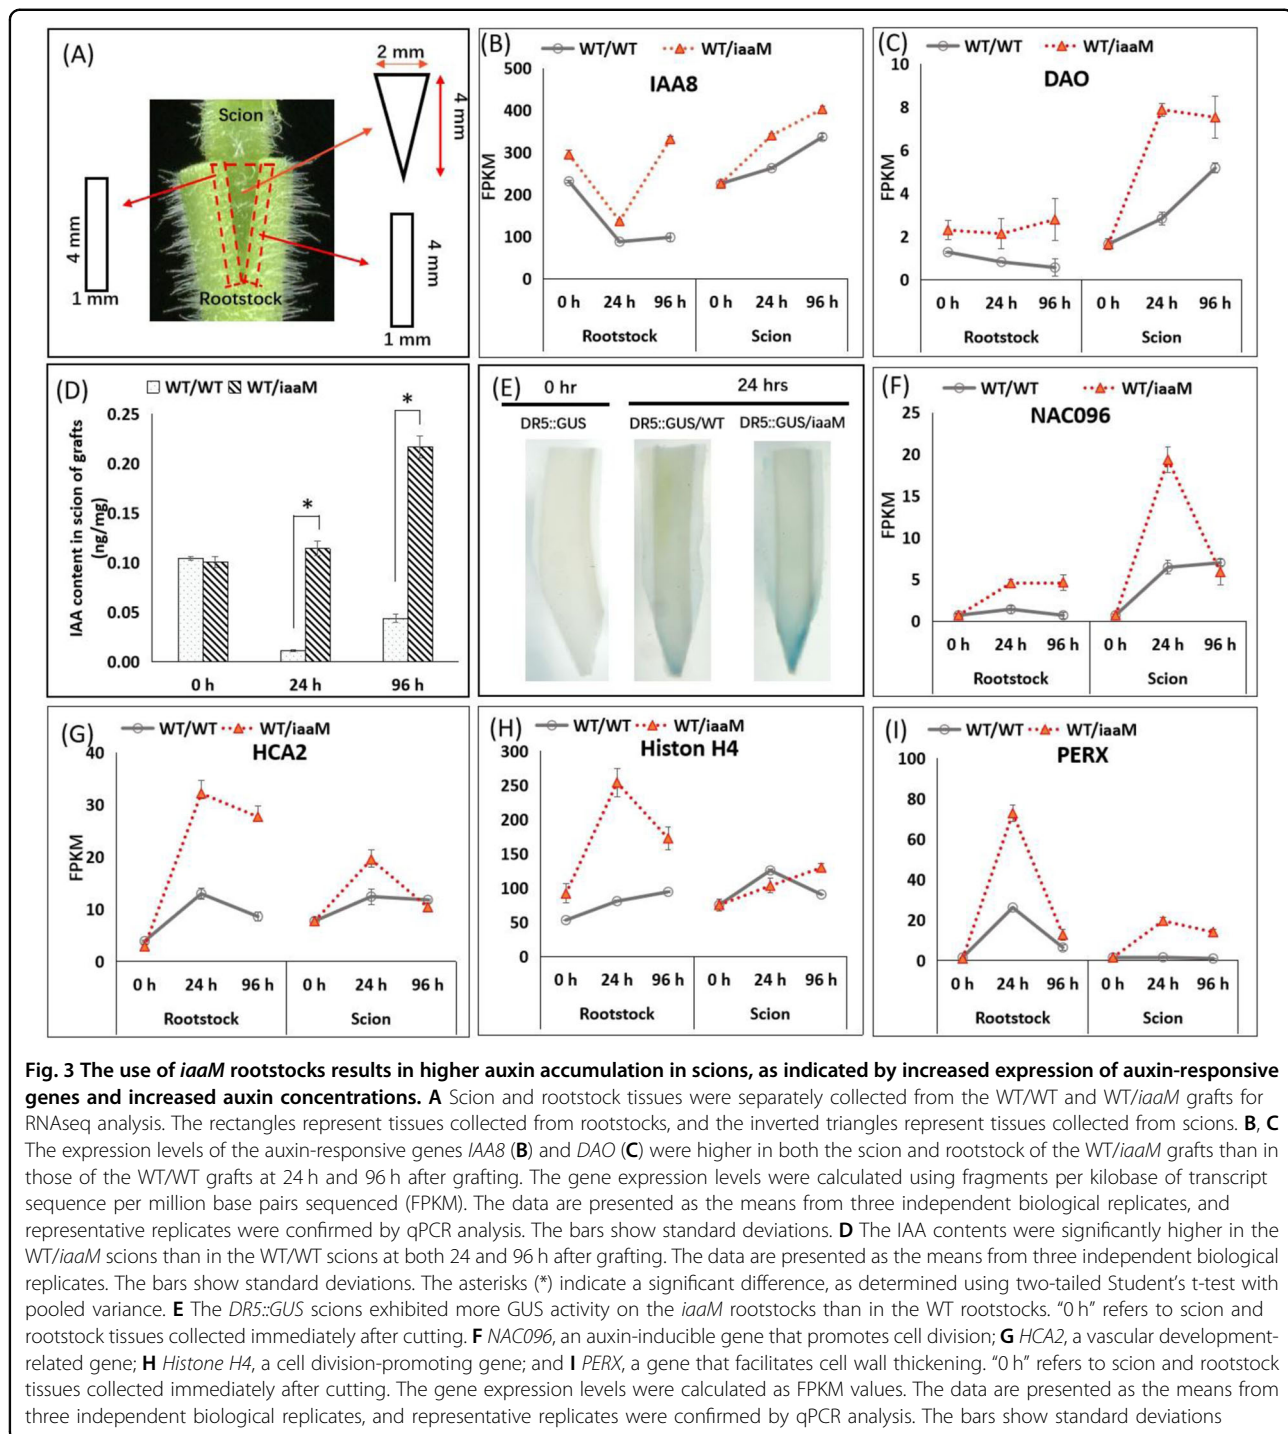 (A)
2 mm
4 mm
Scion
4 mm
1 mm
Rootstock
4 mm
1 mm
(B)
WT/WT WT/iaaM
IAA8
FPKM
500
400
300
200
100
0
0 h 24 h 96 h 0 h 24 h 96 h
Rootstock Scion
(C)
WT/WT WT/iaaM
DAO
FPKM
10
8
6
4
2
0
0 h 24 h 96 h 0 h 24 h 96 h
Rootstock Scion
(D)
WT/WT WT/iaaM
IAA content in scion of grafts
(ng/mg)
0.25
0.20
0.15
0.10
0.05
0.00
* *
0 h 24 h 96 h
(E)
0 hr 24 hrs
DR5::GUS DR5::GUS/WT DR5::GUS/iaaM
(F)
WT/WT WT/iaaM
NAC096
FPKM
25
20
15
10
5
0
0 h 24 h 96 h 0 h 24 h 96 h
Rootstock Scion
(G)
WT/WT WT/iaaM
HCA2
FPKM
40
30
20
10
0
0 h 24 h 96 h 0 h 24 h 96 h
Rootstock Scion
(H)
WT/WT WT/iaaM
Histon H4
FPKM
300
250
200
150
100
50
0
0 h 24 h 96 h 0 h 24 h 96 h
Rootstock Scion
(I)
WT/WT WT/iaaM
PERX
FPKM
100
80
60
40
20
0
0 h 24 h 96 h 0 h 24 h 96 h
Rootstock Scion
Fig. 3 The use of iaaM rootstocks results in higher auxin accumulation in scions, as indicated by increased expression of auxin-responsive
genes and increased auxin concentrations. A Scion and rootstock tissues were separately collected from the WT/WT and WT/iaaM grafts for
RNAseq analysis. The rectangles represent tissues collected from rootstocks, and the inverted triangles represent tissues collected from scions. B, C
The expression levels of the auxin-responsive genes IAA8 (B) and DAO (C) were higher in both the scion and rootstock of the WT/iaaM grafts than in
those of the WT/WT grafts at 24 h and 96 h after grafting. The gene expression levels were calculated using fragments per kilobase of transcript
sequence per million base pairs sequenced (FPKM). The data are presented as the means from three independent biological replicates, and
representative replicates were confirmed by qPCR analysis. The bars show standard deviations. D The IAA contents were significantly higher in the
WT/iaaM scions than in the WT/WT scions at both 24 and 96 h after grafting. The data are presented as the means from three independent biological
replicates. The bars show standard deviations. The asterisks (*) indicate a significant difference, as determined using two-tailed Student's t-test with
pooled variance. E The DR5::GUS scions exhibited more GUS activity on the iaaM rootstocks than in the WT rootstocks. "0 h" refers to scion and
rootstock tissues collected immediately after cutting. F NAC096, an auxin-inducible gene that promotes cell division; G HCA2, a vascular development-
related gene; H Histone H4, a cell division-promoting gene; and I PERX, a gene that facilitates cell wall thickening. "0 h" refers to scion and rootstock
tissues collected immediately after cutting. The gene expression levels were calculated as FPKM values. The data are presented as the means from
three independent biological replicates, and representative replicates were confirmed by qPCR analysis. The bars show standard deviations